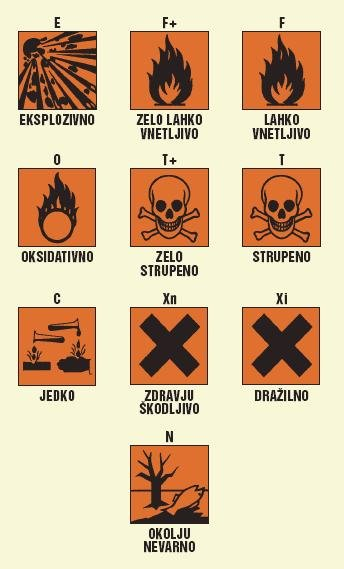 E
F+
F
EKSPLOZIVNO
ZELO LAHKO
VNETLJIVO
LAHKO
VNETLJIVO
O
T+
T
OKSIDATIVNO
ZELO
STRUPENO
STRUPENO
C
Xn
Xi
JEDKO
ZDRAVJU
ŠKODLJIVO
DRAŽILNO
N
OKOLJU
NEVARNO